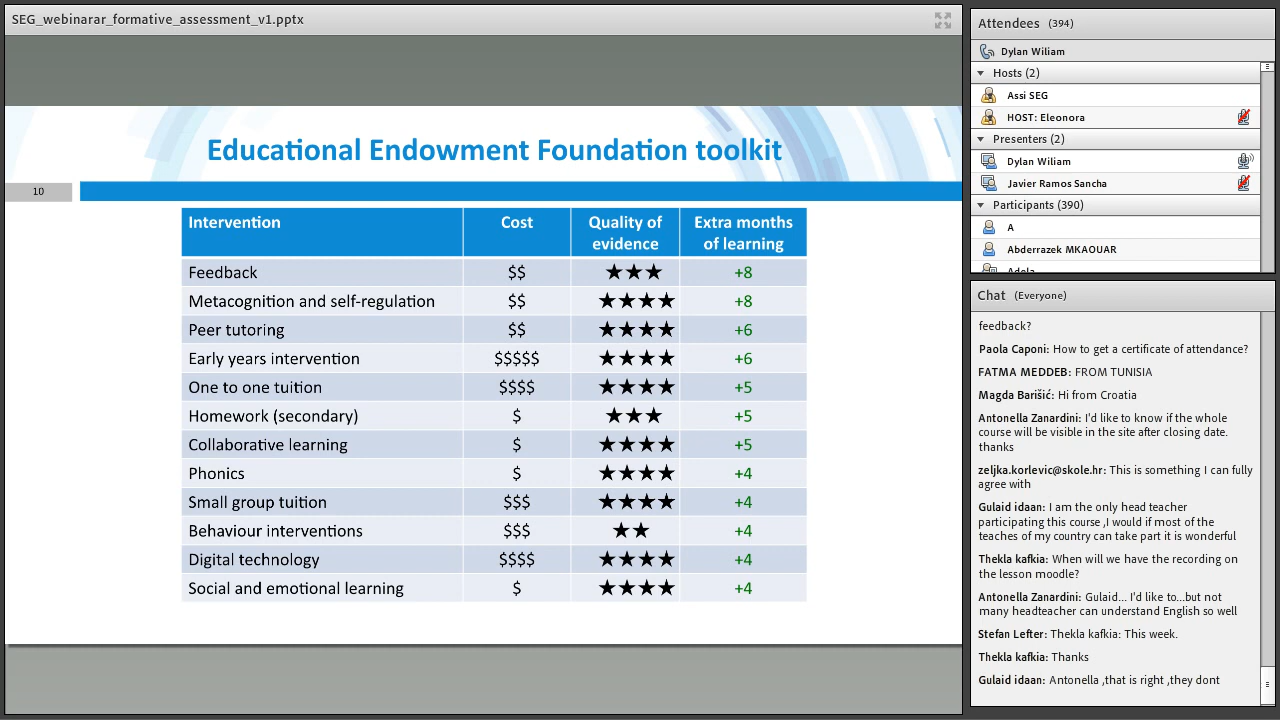 SEG_webinarar_formative_assessment_v1.pptx
Educational Endowment Foundation toolkit
10
Intervention Cost Quality of evidence Extra months of learning
Feedback $$ ★★★ +8
Metacognition and self-regulation $$ ★★★★ +8
Peer tutoring $$ ★★★★ +6
Early years intervention $$$$$ ★★★★ +6
One to one tuition $$$$ ★★★★ +5
Homework (secondary) $ ★★★ +5
Collaborative learning $ ★★★★ +5
Phonics $ ★★★★ +4
Small group tuition $$$ ★★★★ +4
Behaviour interventions $$$ ★★ +4
Digital technology $$$$ ★★★★ +4
Social and emotional learning $ ★★★★ +4
Attendees (394)
Dylan Wiliam
Hosts (2)
Assi SEG
HOST: Eleonora
Presenters (2)
Dylan Wiliam
Javier Ramos Sancha
Participants (390)
A
Abderrazek MKAOUAR
Adela
Chat (Everyone)
feedback?
Paola Caponi: How to get a certificate of attendance?
FATMA MEDDEB: FROM TUNISIA
Magda Barišić: Hi from Croatia
Antonella Zanardini: I'd like to know if the whole
course will be visible in the site after closing date.
thanks
zeljka.korlevic@skole.hr: This is something I can fully
agree with
Gulaid idaan: I am the only head teacher
participating this course ,I would if most of the
teaches of my country can take part it is wonderful
Thekla kafkia: When will we have the recording on
the lesson moodle?
Antonella Zanardini: Gulaid... I'd like to...but not
many headteacher can understand English so well
Stefan Lefter: Thekla kafkia: This week.
Thekla kafkia: Thanks
Gulaid idaan: Antonella ,that is right ,they dont